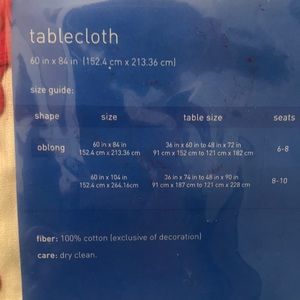 tablecloth
60 in x 84 in (152.4 cm x 213.36 cm)
size guide:
shape size table size seats
oblong 60 in x 84 in 36 in x 60 in to 48 in x 72 in 6-8
152.4 cm x 213.36 cm 91 cm x 152 cm to 121 cm x 182 cm
60 in x 104 in 36 in x 74 in to 48 in x 90 in 8-10
152.4 cm x 264.16cm 91 cm x 187 cm to 121 cm x 228 cm
fiber: 100% cotton (exclusive of decoration)
care: dry clean.